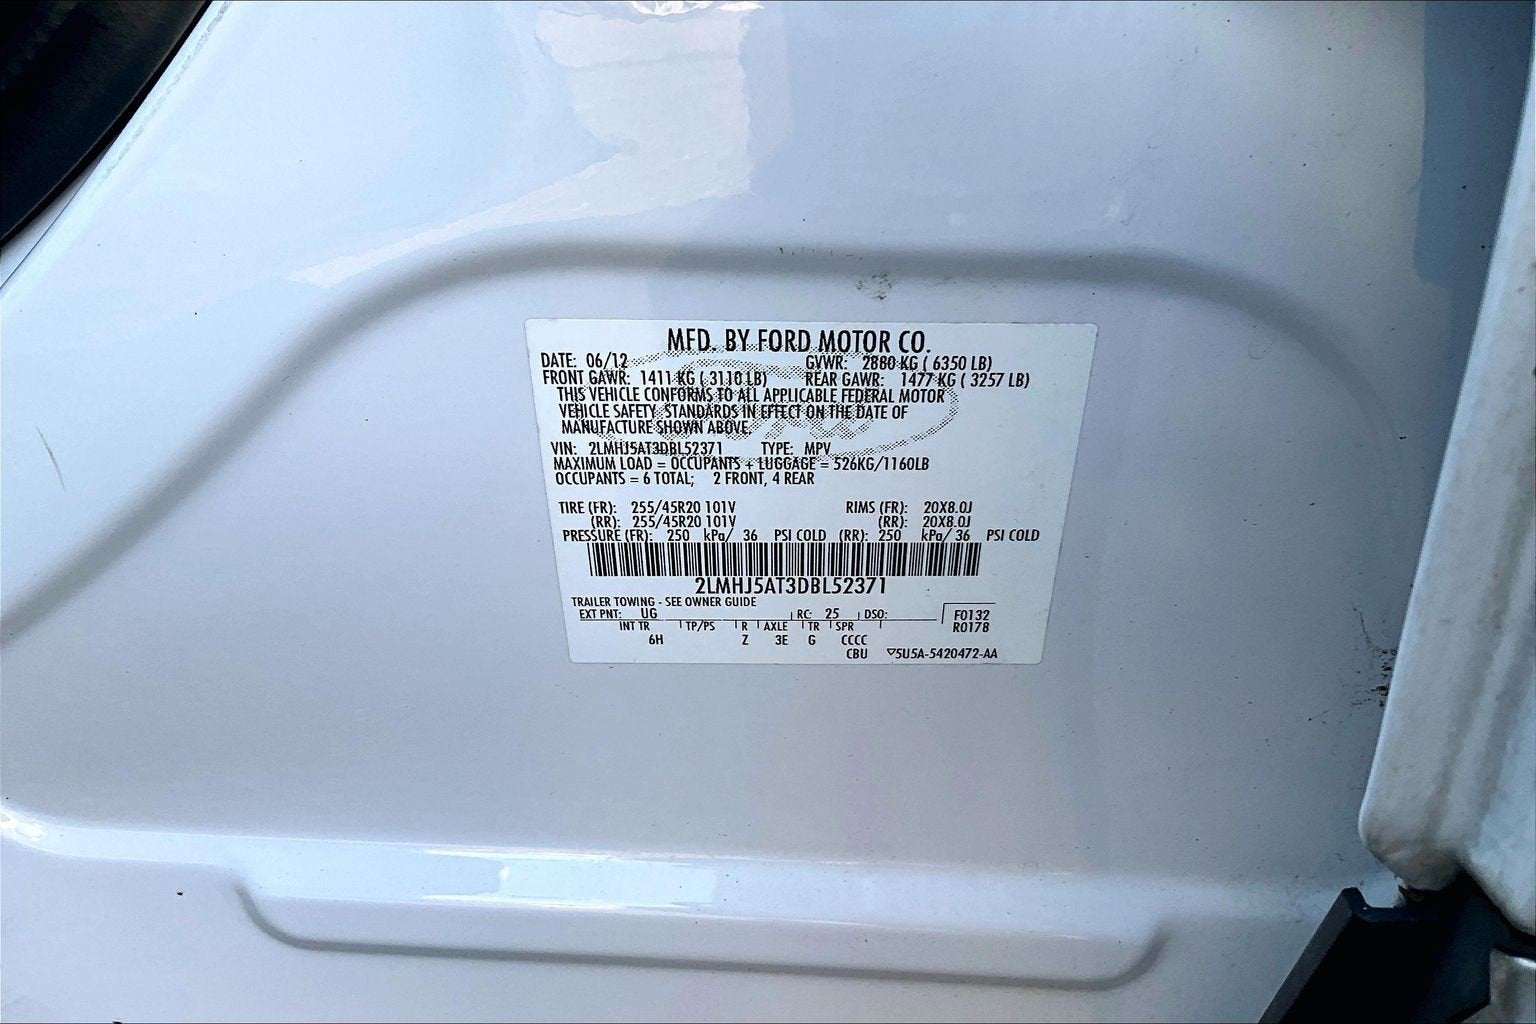 MFD. BY FORD MOTOR CO.
DATE: 06/12 GVWR: 2880 KG ( 6350 LB)
FRONT GAWR: 1411 KG ( 3110 LB) REAR GAWR: 1477 KG ( 3257 LB)
THIS VEHICLE CONFORMS TO ALL APPLICABLE FEDERAL MOTOR
VEHICLE SAFETY STANDARDS IN EFFECT ON THE DATE OF
MANUFACTURE SHOWN ABOVE.
VIN: 2LMHJ5AT3DBL52371 TYPE: MPV
MAXIMUM LOAD = OCCUPANTS + LUGGAGE = 526KG/1160LB
OCCUPANTS = 6 TOTAL; 2 FRONT, 4 REAR
TIRE (FR): 255/45R20 101V RIMS (FR): 20X8.0J
(RR): 255/45R20 101V (RR): 20X8.0J
PRESSURE (FR): 250 kPa/ 36 PSI COLD (RR): 250 kPa/ 36 PSI COLD
2LMHJ5AT3DBL52371
TRAILER TOWING - SEE OWNER GUIDE
EXT PNT: UG RC: 25 DSO: F0132
INT TR TP/PS R AXLE TR SPR R0178
6H Z 3E G CCCC
CBU ▽5U5A-5420472-AA